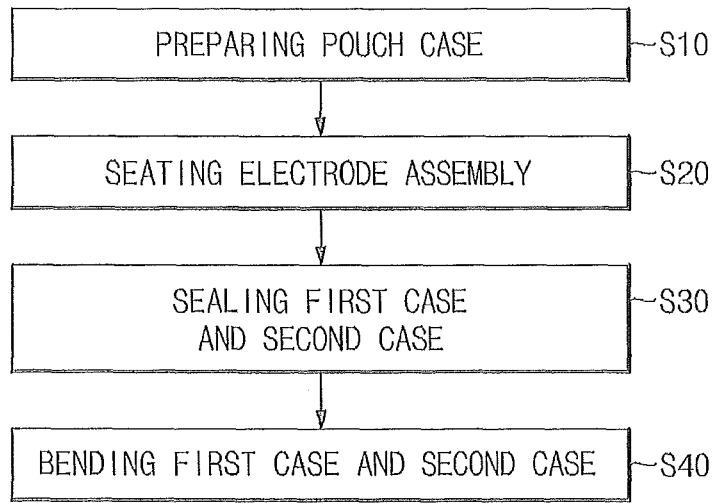 PREPARING POUCH CASE
S10
SEATING ELECTRODE ASSEMBLY
S20
SEALING FIRST CASE
AND SECOND CASE
S30
BENDING FIRST CASE AND SECOND CASE
S40